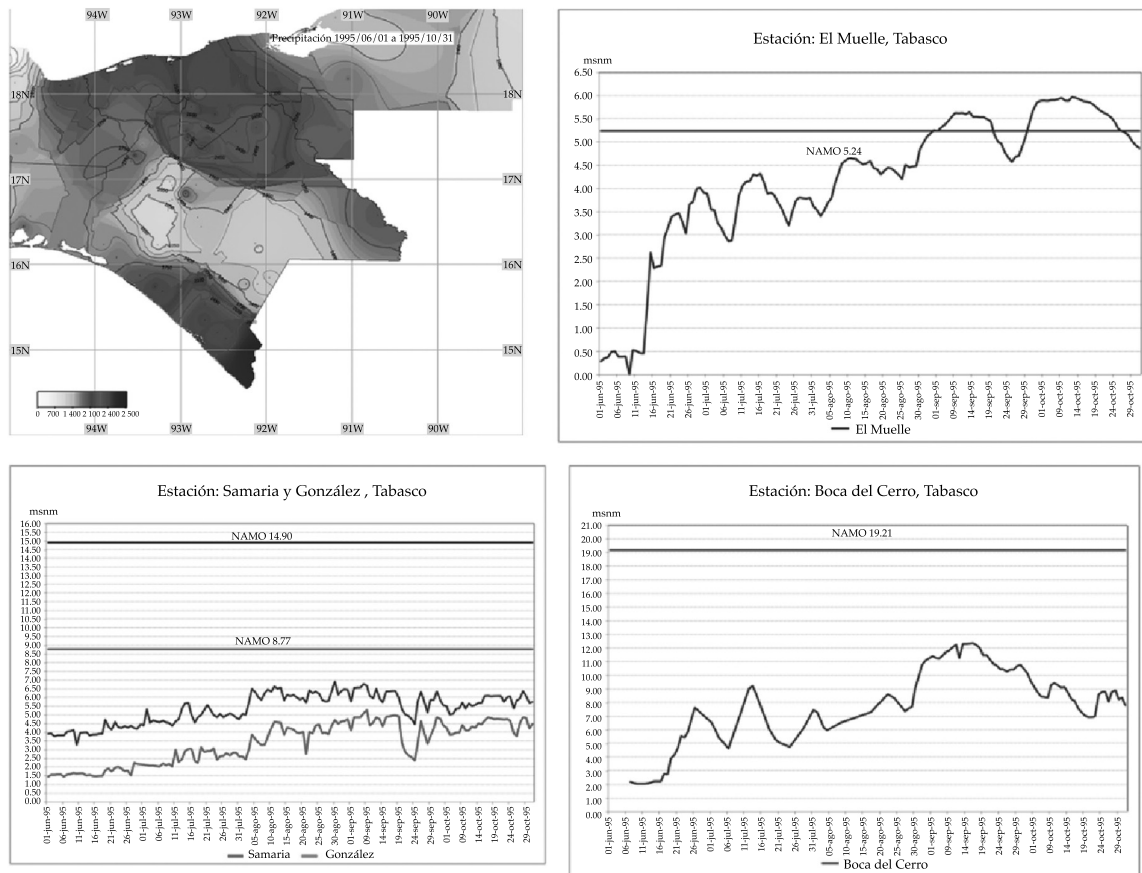 94W 93W 92W 91W 90W
Precipitación 1995/06/01 a 1995/10/31
18N 18N
17N 17N
16N 16N
15N 15N
0 700 1 400 2 100 2 400 2 500
94W 93W 92W 91W 90W
Estación: El Muelle, Tabasco
msnm
6.50
6.00
5.50
5.00
4.50
4.00
3.50
3.00
2.50
2.00
1.50
1.00
0.50
0.00
NAMO 5.24
01-jun-95
06-jun-95
11-jun-95
16-jun-95
21-jun-95
26-jun-95
01-jul-95
06-jul-95
11-jul-95
16-jul-95
21-jul-95
26-jul-95
31-jul-95
05-ago-95
10-ago-95
15-ago-95
20-ago-95
25-ago-95
30-ago-95
01-sep-95
09-sep-95
14-sep-95
19-sep-95
24-sep-95
29-sep-95
01-oct-95
09-oct-95
14-oct-95
19-oct-95
24-oct-95
29-oct-95
El Muelle
Estación: Samaria y González , Tabasco
msnm
16.00
15.50
15.00
14.50
14.00
13.50
13.00
12.50
12.00
11.50
11.00
10.50
10.00
9.50
9.00
8.50
8.00
7.50
7.00
6.50
6.00
5.50
5.00
4.50
4.00
3.50
3.00
2.50
2.00
1.50
1.00
0.50
0.00
NAMO 14.90
NAMO 8.77
01-jun-95
06-jun-95
11-jun-95
16-jun-95
21-jun-95
26-jun-95
01-jul-95
06-jul-95
11-jul-95
16-jul-95
21-jul-95
26-jul-95
31-jul-95
05-ago-95
10-ago-95
15-ago-95
20-ago-95
25-ago-95
30-ago-95
01-sep-95
09-sep-95
14-sep-95
19-sep-95
24-sep-95
29-sep-95
01-oct-95
09-oct-95
14-oct-95
19-oct-95
24-oct-95
29-oct-95
Samaria González
Estación: Boca del Cerro, Tabasco
msnm
21.00
20.00
19.00
18.00
17.00
16.00
15.00
14.00
13.00
12.00
11.00
10.00
9.00
8.00
7.00
6.00
5.00
4.00
3.00
2.00
1.00
0.00
NAMO 19.21
01-jun-95
06-jun-95
11-jun-95
16-jun-95
21-jun-95
26-jun-95
01-jul-95
06-jul-95
11-jul-95
16-jul-95
21-jul-95
26-jul-95
31-jul-95
05-ago-95
10-ago-95
15-ago-95
20-ago-95
25-ago-95
30-ago-95
01-sep-95
09-sep-95
14-sep-95
19-sep-95
24-sep-95
29-sep-95
01-oct-95
09-oct-95
14-oct-95
19-oct-95
24-oct-95
29-oct-95
Boca del Cerro